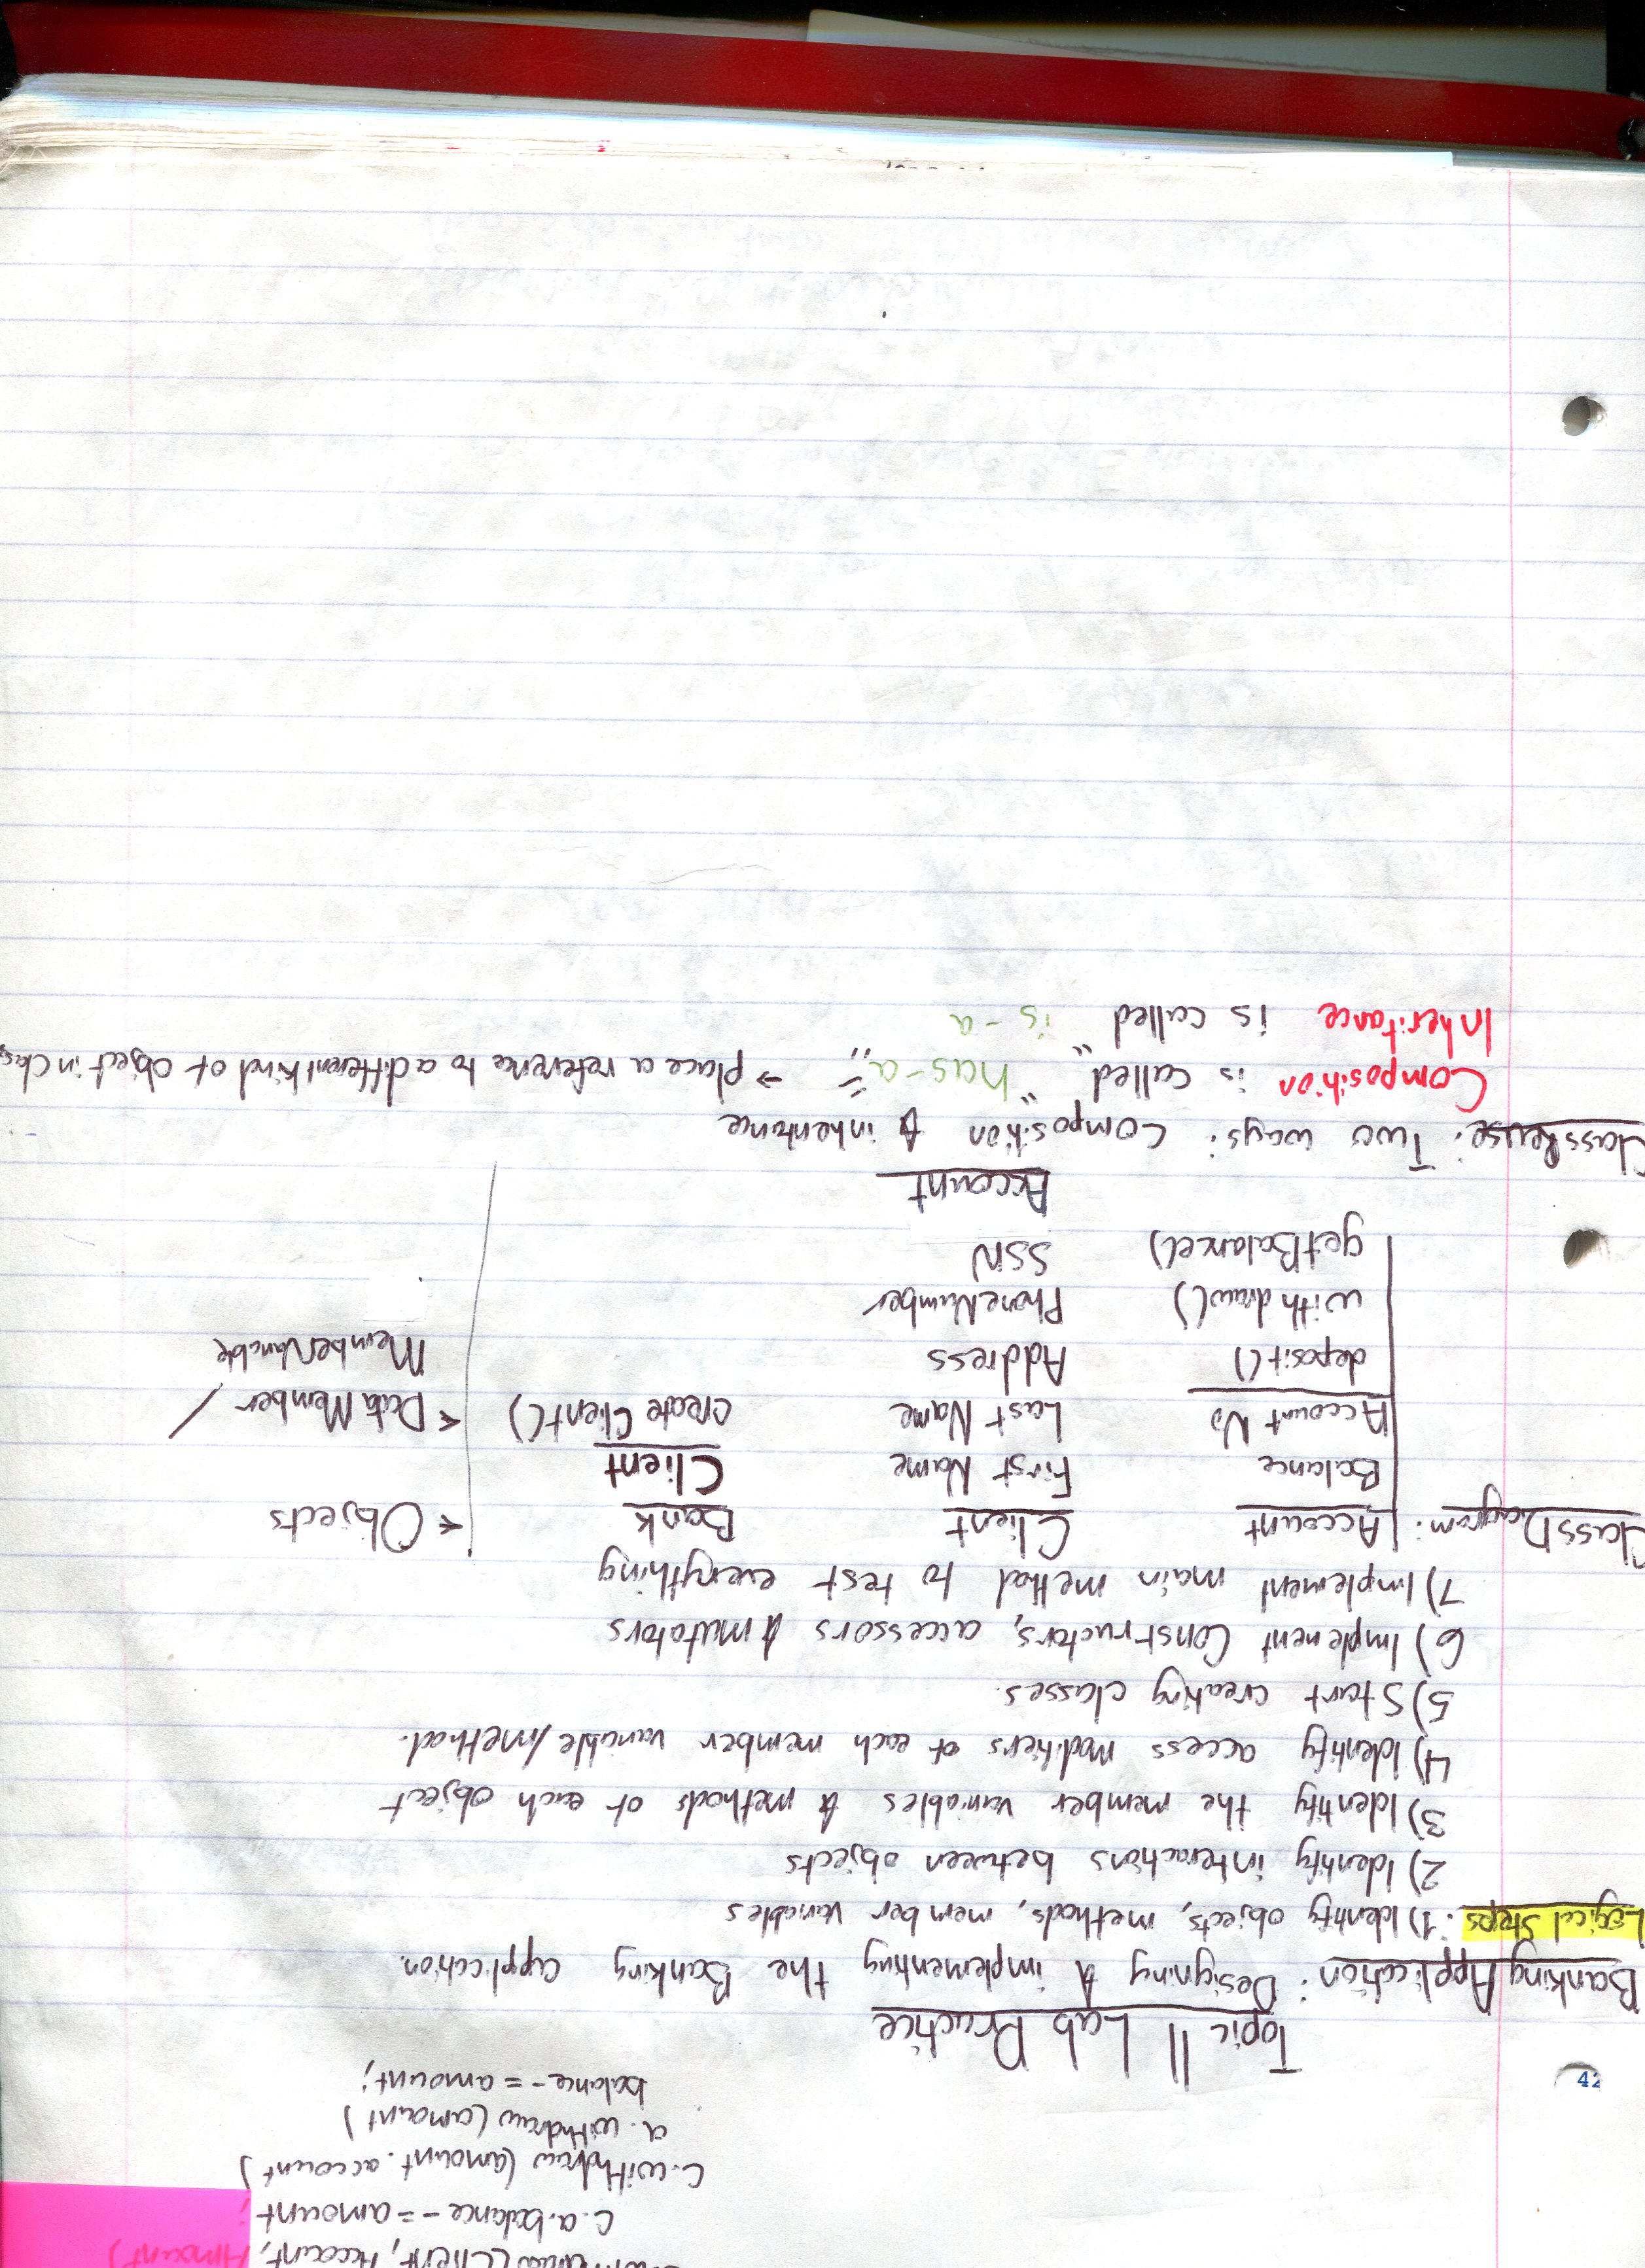 (Client, Account, Amount)
c.a.balance -= amount;
c.withdraw (amount. account)
a. withdraw (amount)
balance -= amount;
42
Topic 11 Lab Practice
Banking Application: Designing & implementing the Banking application.
Logical Steps: 1) Identify objects, methods, member variables
2) Identify interactions between objects
3) Identify the member variables & methods of each object
4) Identify access modifiers of each member variable/method.
5) Start creating classes.
6) Implement Constructors, accessors & mutators
7) Implement main method to test everything
Class Diagram: Account Client Bank < Objects
Balance First Name Client
Account No Last Name create Client() < Data Member /
deposit() Address Member Variable
withdraw() PhoneNumber
getBalance() SSN
Account
Class Reuse: Two ways: Composition & inheritance
Composition is called "has-a" → place a reference to a different kind of object in class
Inheritance is called "is-a